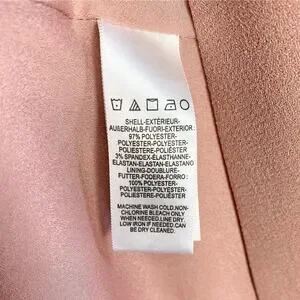 SHELL-EXTÉRIEUR-
AUßERHALB-FUORI-EXTERIOR:
97% POLYESTER-
POLYESTER-POLYESTER-
POLIESTERE-POLIÉSTER
3% SPANDEX-ÉLASTHANNE-
ELASTAN-ELASTAN-ELASTANO
LINING-DOUBLURE-
FUTTER-FODERA-FORRO:
100% POLYESTER-
POLYESTER-POLYESTER-
POLIESTERE-POLIÉSTER
MACHINE WASH COLD,NON-
CHLORINE BLEACH ONLY
WHEN NEEDED,LINE DRY,
LOW IRON IF NEEDED.CAN
BE DRY CLEANED.